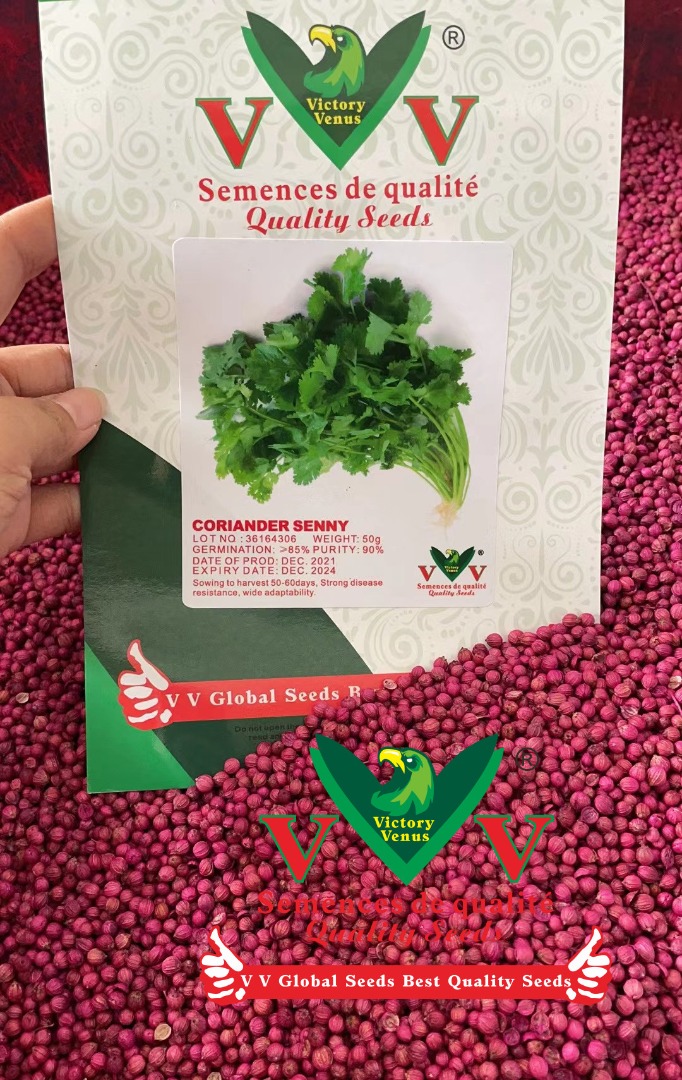 ®
Victory
Venus
V V
Semences de qualité
Quality Seeds
CORIANDER SENNY
LOT NO : 36164306 WEIGHT: 50g
GERMINATION: >85% PURITY: 90%
DATE OF PROD: DEC. 2021
EXPIRY DATE: DEC. 2024
Sowing to harvest 50-60days, Strong disease
resistance, wide adaptability.
®
Victory
Venus
V V
Semences de qualité
Quality Seeds
V V Global Seeds B
Do not open
®
Victory
Venus
V V
Semences de qualité
Quality Seeds
V V Global Seeds Best Quality Seeds